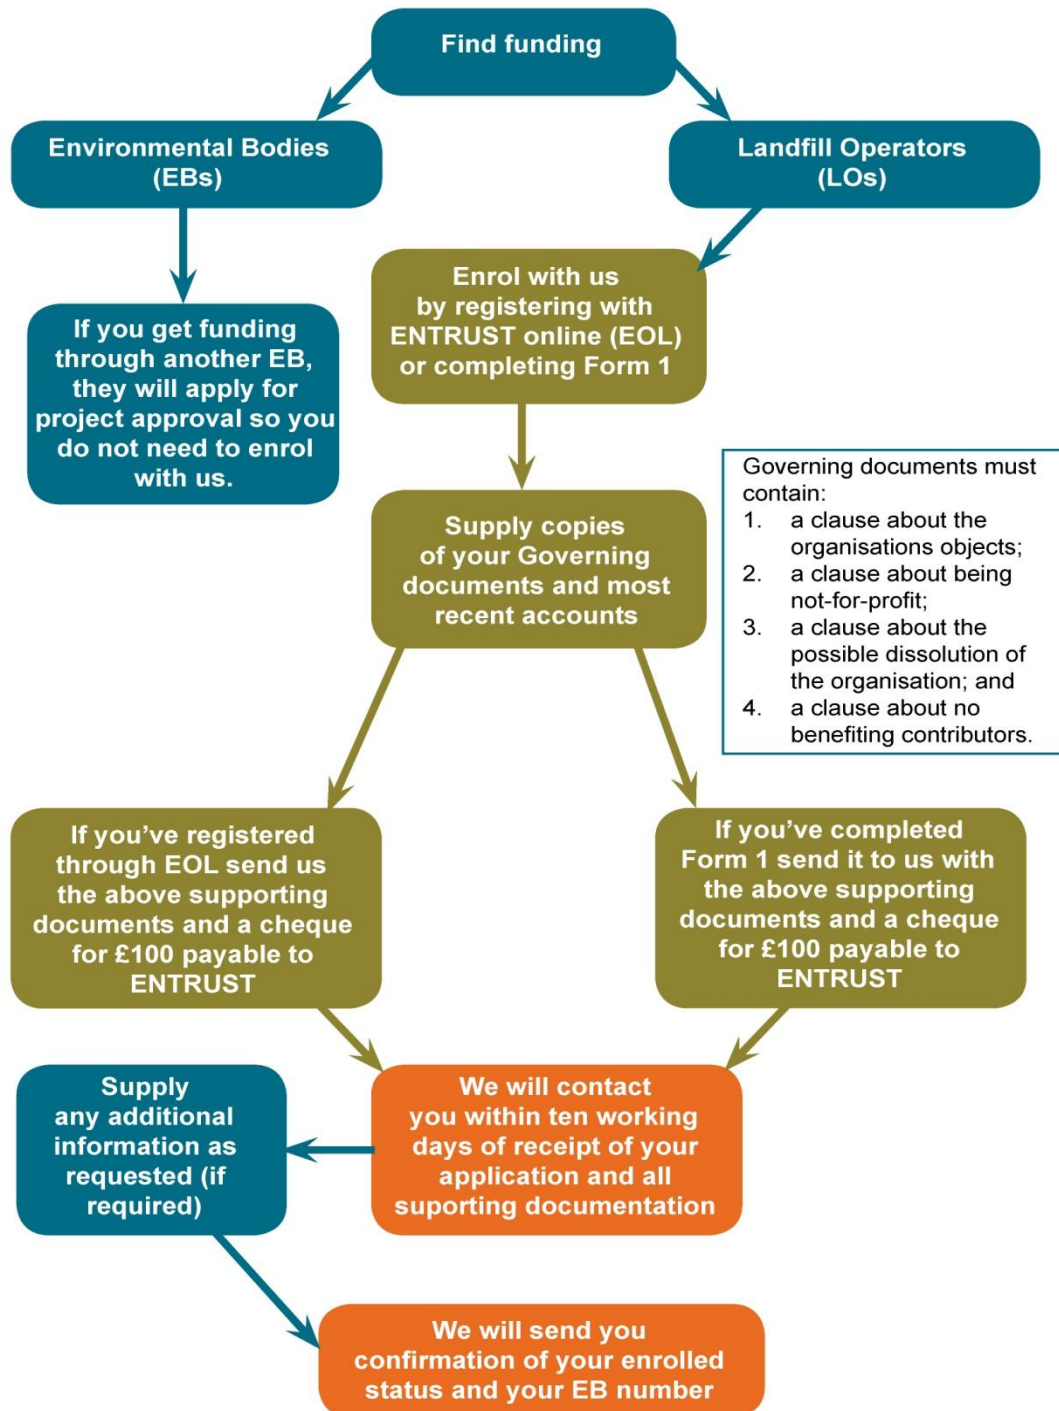 Find funding
Environmental Bodies
(EBs)
Landfill Operators
(LOs)
Enrol with us
by registering with
ENTRUST online (EOL)
or completing Form 1
If you get funding
through another EB,
they will apply for
project approval so you
do not need to enrol
with us.
Supply copies
of your Governing
documents and most
recent accounts
Governing documents must
contain:
1. a clause about the
organisations objects;
2. a clause about being
not-for-profit;
3. a clause about the
possible dissolution of
the organisation; and
4. a clause about no
benefiting contributors.
If you’ve registered
through EOL send us
the above supporting
documents and a cheque
for £100 payable to
ENTRUST
If you’ve completed
Form 1 send it to us with
the above supporting
documents and a cheque
for £100 payable to
ENTRUST
We will contact
you within ten working
days of receipt of your
application and all
suporting documentation
Supply
any additional
information as
requested (if
required)
We will send you
confirmation of your enrolled
status and your EB number